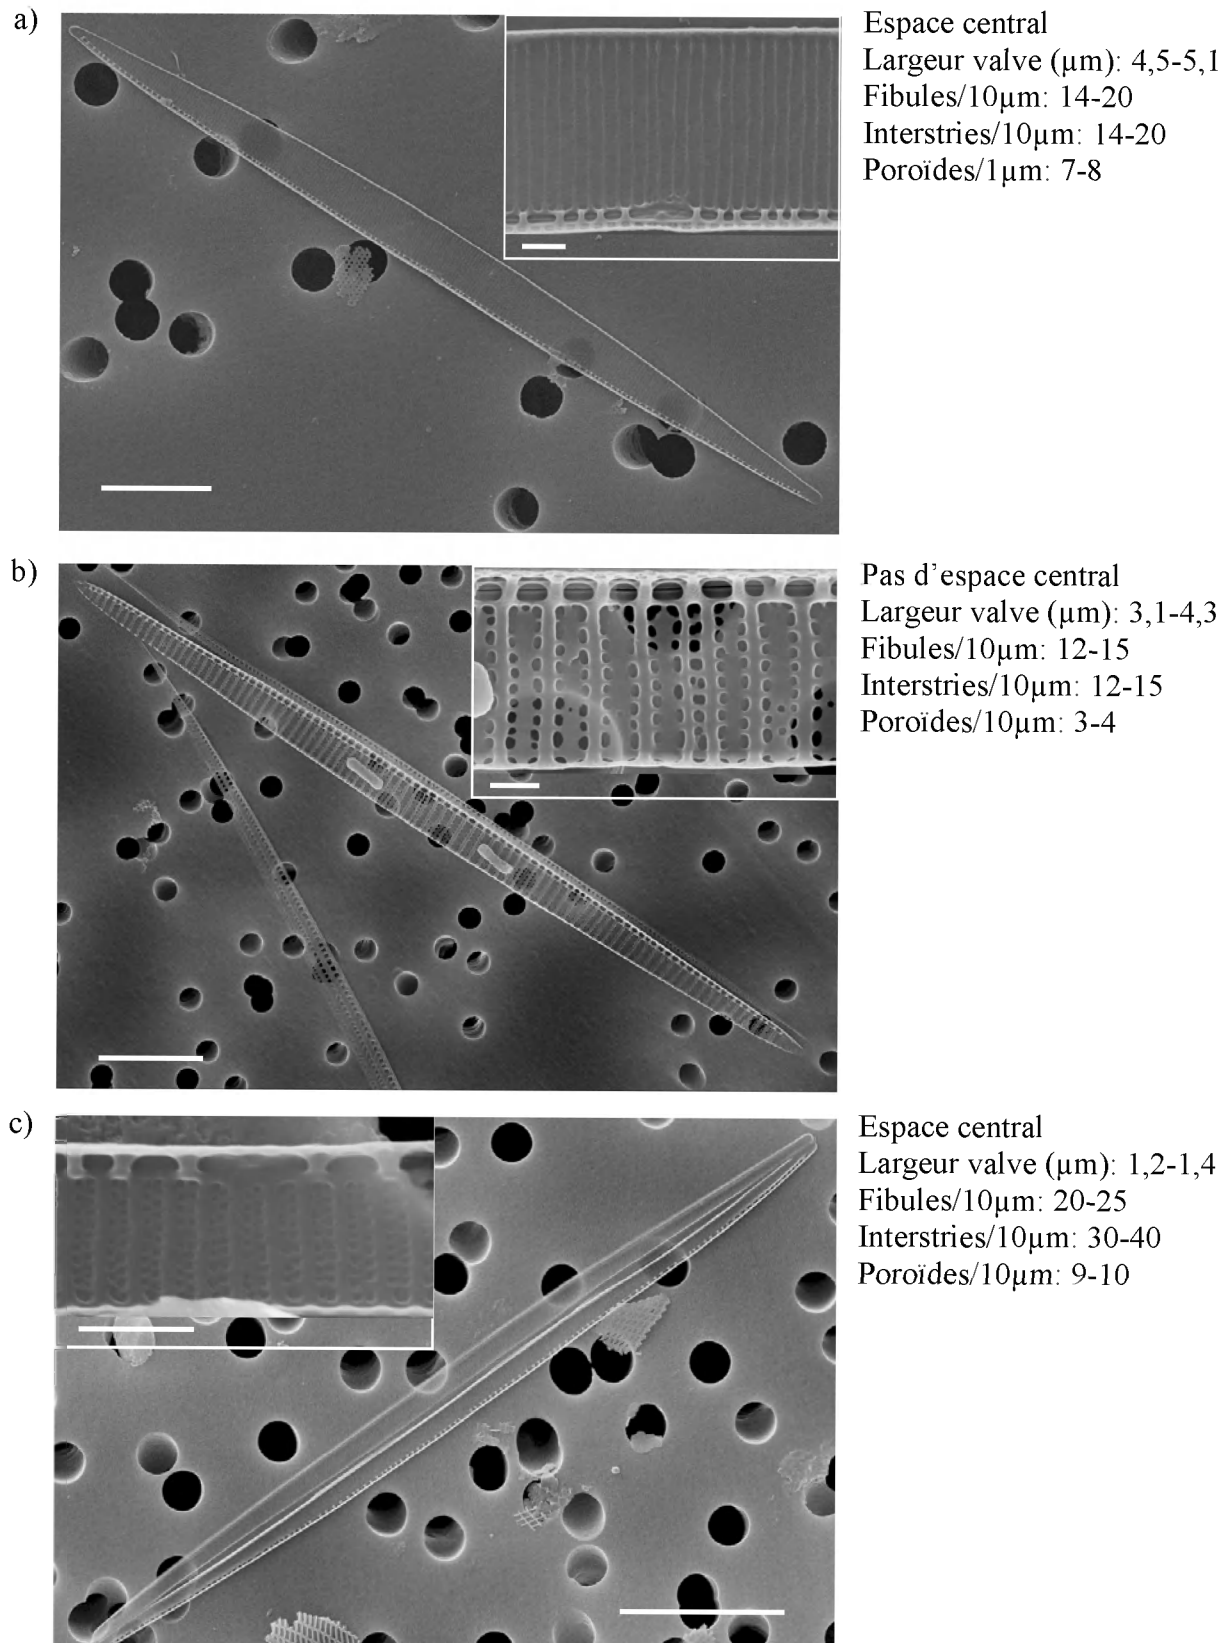 a)
Espace central
Largeur valve (µm): 4,5-5,1
Fibules/10µm: 14-20
Interstries/10µm: 14-20
Poroïdes/1µm: 7-8
b)
Pas d'espace central
Largeur valve (µm): 3,1-4,3
Fibules/10µm: 12-15
Interstries/10µm: 12-15
Poroïdes/10µm: 3-4
c)
Espace central
Largeur valve (µm): 1,2-1,4
Fibules/10µm: 20-25
Interstries/10µm: 30-40
Poroïdes/10µm: 9-10